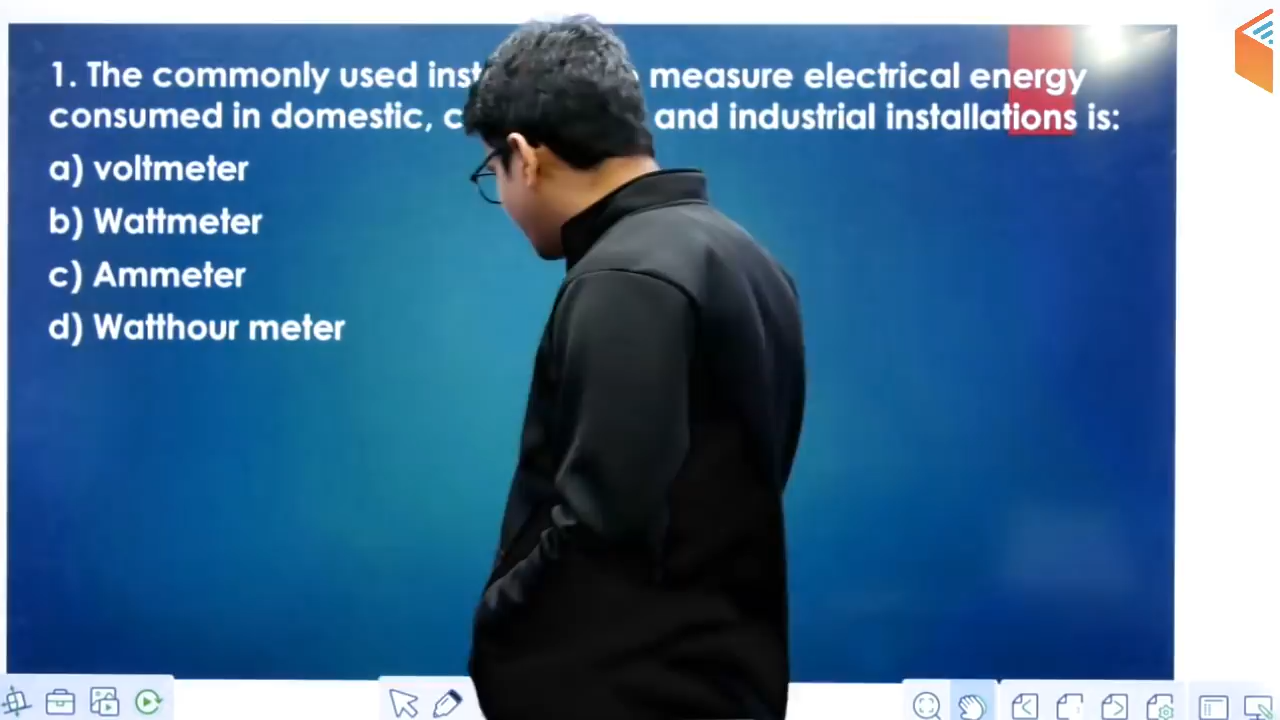 1. The commonly used inst measure electrical energy
consumed in domestic, c and industrial installations is:
a) voltmeter
b) Wattmeter
c) Ammeter
d) Watthour meter